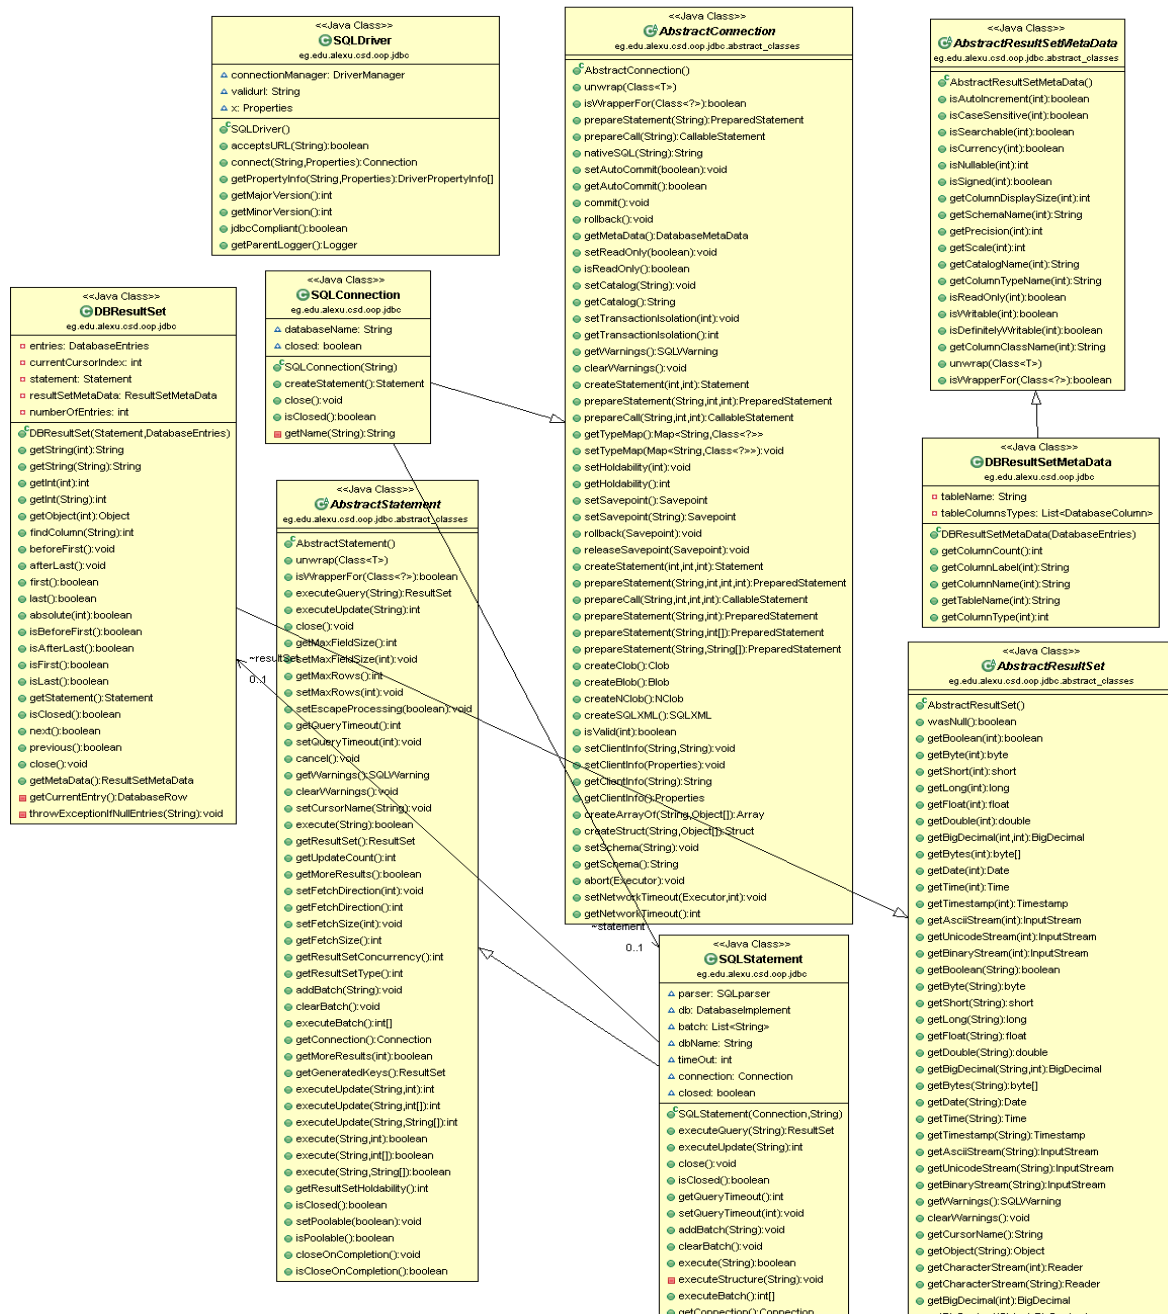 <<Java Class>>
SQLDriver
eg.edu.alexu.csd.oop.jdbc
connectionManager: DriverManager
validurl: String
x: Properties
SQLDriver()
acceptsURL(String):boolean
connect(String,Properties):Connection
getPropertyInfo(String,Properties):DriverPropertyInfo[]
getMajorVersion():int
getMinorVersion():int
jdbcCompliant():boolean
getParentLogger():Logger
<<Java Class>>
SQLConnection
eg.edu.alexu.csd.oop.jdbc
databaseName: String
closed: boolean
SQLConnection(String)
createStatement():Statement
close():void
isClosed():boolean
getName(String):String
<<Java Class>>
DBResultSet
eg.edu.alexu.csd.oop.jdbc
entries: DatabaseEntries
currentCursorIndex: int
statement: Statement
resultSetMetaData: ResultSetMetaData
numberOfEntries: int
DBResultSet(Statement,DatabaseEntries)
getString(int):String
getString(String):String
getInt(int):int
getInt(String):int
getObject(int):Object
findColumn(String):int
beforeFirst():void
afterLast():void
first():boolean
last():boolean
absolute(int):boolean
isBeforeFirst():boolean
isAfterLast():boolean
isFirst():boolean
isLast():boolean
getStatement():Statement
isClosed():boolean
next():boolean
previous():boolean
close():void
getMetaData():ResultSetMetaData
getCurrentEntry():DatabaseRow
throwExceptionIfNullEntries(String):void
~resultSet
0..1
<<Java Class>>
AbstractStatement
eg.edu.alexu.csd.oop.jdbc.abstract_classes
AbstractStatement()
unwrap(Class<T>)
isWrapperFor(Class<?>):boolean
executeQuery(String):ResultSet
executeUpdate(String):int
close():void
getMaxFieldSize():int
setMaxFieldSize(int):void
getMaxRows():int
setMaxRows(int):void
setEscapeProcessing(boolean):void
getQueryTimeout():int
setQueryTimeout(int):void
cancel():void
getWarnings():SQLWarning
clearWarnings():void
setCursorName(String):void
execute(String):boolean
getResultSet():ResultSet
getUpdateCount():int
getMoreResults():boolean
setFetchDirection(int):void
getFetchDirection():int
setFetchSize(int):void
getFetchSize():int
getResultSetConcurrency():int
getResultSetType():int
addBatch(String):void
clearBatch():void
executeBatch():int[]
getConnection():Connection
getMoreResults(int):boolean
getGeneratedKeys():ResultSet
executeUpdate(String,int):int
executeUpdate(String,int[]):int
executeUpdate(String,String[]):int
execute(String,int):boolean
execute(String,int[]):boolean
execute(String,String[]):boolean
getResultSetHoldability():int
isClosed():boolean
setPoolable(boolean):void
isPoolable():boolean
closeOnCompletion():void
isCloseOnCompletion():boolean
<<Java Class>>
AbstractConnection
eg.edu.alexu.csd.oop.jdbc.abstract_classes
AbstractConnection()
unwrap(Class<T>)
isWrapperFor(Class<?>):boolean
prepareStatement(String):PreparedStatement
prepareCall(String):CallableStatement
nativeSQL(String):String
setAutoCommit(boolean):void
getAutoCommit():boolean
commit():void
rollback():void
getMetaData():DatabaseMetaData
setReadOnly(boolean):void
isReadOnly():boolean
setCatalog(String):void
getCatalog():String
setTransactionIsolation(int):void
getTransactionIsolation():int
getWarnings():SQLWarning
clearWarnings():void
createStatement(int,int):Statement
prepareStatement(String,int,int):PreparedStatement
prepareCall(String,int,int):CallableStatement
getTypeMap():Map<String,Class<?>>
setTypeMap(Map<String,Class<?>>):void
setHoldability(int):void
getHoldability():int
setSavepoint():Savepoint
setSavepoint(String):Savepoint
rollback(Savepoint):void
releaseSavepoint(Savepoint):void
createStatement(int,int,int):Statement
prepareStatement(String,int,int,int):PreparedStatement
prepareCall(String,int,int,int):CallableStatement
prepareStatement(String,int):PreparedStatement
prepareStatement(String,int[]):PreparedStatement
prepareStatement(String,String[]):PreparedStatement
createClob():Clob
createBlob():Blob
createNClob():NClob
createSQLXML():SQLXML
isValid(int):boolean
setClientInfo(String,String):void
setClientInfo(Properties):void
getClientInfo(String):String
getClientInfo():Properties
createArrayOf(String,Object[]):Array
createStruct(String,Object[]):Struct
setSchema(String):void
getSchema():String
abort(Executor):void
setNetworkTimeout(Executor,int):void
getNetworkTimeout():int
~statement
0..1
<<Java Class>>
SQLStatement
eg.edu.alexu.csd.oop.jdbc
parser: SQLparser
db: DatabaseImplement
batch: List<String>
dbName: String
timeOut: int
connection: Connection
closed: boolean
SQLStatement(Connection,String)
executeQuery(String):ResultSet
executeUpdate(String):int
close():void
isClosed():boolean
getQueryTimeout():int
setQueryTimeout(int):void
addBatch(String):void
clearBatch():void
execute(String):boolean
executeStructure(String):void
executeBatch():int[]
getConnection():Connection
<<Java Class>>
AbstractResultSetMetaData
eg.edu.alexu.csd.oop.jdbc.abstract_classes
AbstractResultSetMetaData()
isAutoIncrement(int):boolean
isCaseSensitive(int):boolean
isSearchable(int):boolean
isCurrency(int):boolean
isNullable(int):int
isSigned(int):boolean
getColumnDisplaySize(int):int
getSchemaName(int):String
getPrecision(int):int
getScale(int):int
getCatalogName(int):String
getColumnTypeName(int):String
isReadOnly(int):boolean
isWritable(int):boolean
isDefinitelyWritable(int):boolean
getColumnClassName(int):String
unwrap(Class<T>)
isWrapperFor(Class<?>):boolean
<<Java Class>>
DBResultSetMetaData
eg.edu.alexu.csd.oop.jdbc
tableName: String
tableColumnsTypes: List<DatabaseColumn>
DBResultSetMetaData(DatabaseEntries)
getColumnCount():int
getColumnLabel(int):String
getColumnName(int):String
getTableName(int):String
getColumnType(int):int
<<Java Class>>
AbstractResultSet
eg.edu.alexu.csd.oop.jdbc.abstract_classes
AbstractResultSet()
wasNull():boolean
getBoolean(int):boolean
getByte(int):byte
getShort(int):short
getLong(int):long
getFloat(int):float
getDouble(int):double
getBigDecimal(int,int):BigDecimal
getBytes(int):byte[]
getDate(int):Date
getTime(int):Time
getTimestamp(int):Timestamp
getAsciiStream(int):InputStream
getUnicodeStream(int):InputStream
getBinaryStream(int):InputStream
getBoolean(String):boolean
getByte(String):byte
getShort(String):short
getLong(String):long
getFloat(String):float
getDouble(String):double
getBigDecimal(String,int):BigDecimal
getBytes(String):byte[]
getDate(String):Date
getTime(String):Time
getTimestamp(String):Timestamp
getAsciiStream(String):InputStream
getUnicodeStream(String):InputStream
getBinaryStream(String):InputStream
getWarnings():SQLWarning
clearWarnings():void
getCursorName():String
getObject(String):Object
getCharacterStream(int):Reader
getCharacterStream(String):Reader
getBigDecimal(int):BigDecimal